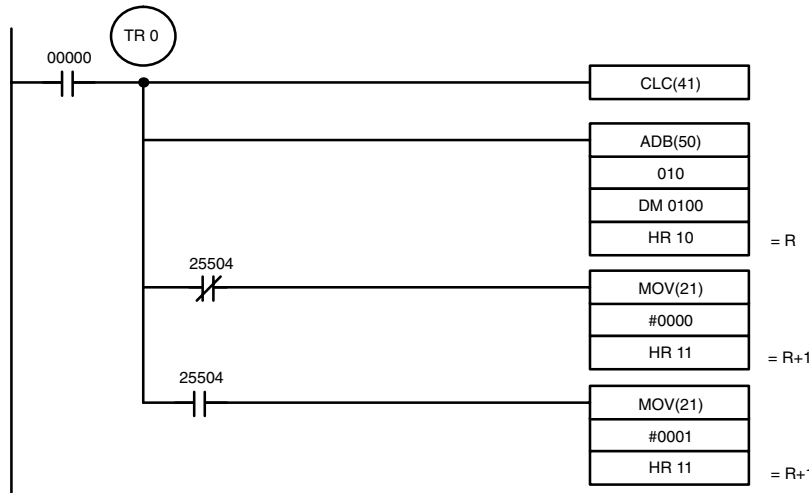 TR 0
00000
CLC(41)
ADB(50)
010
DM 0100
HR 10 = R
25504
MOV(21)
#0000
HR 11 = R+1
25504
MOV(21)
#0001
HR 11 = R+1